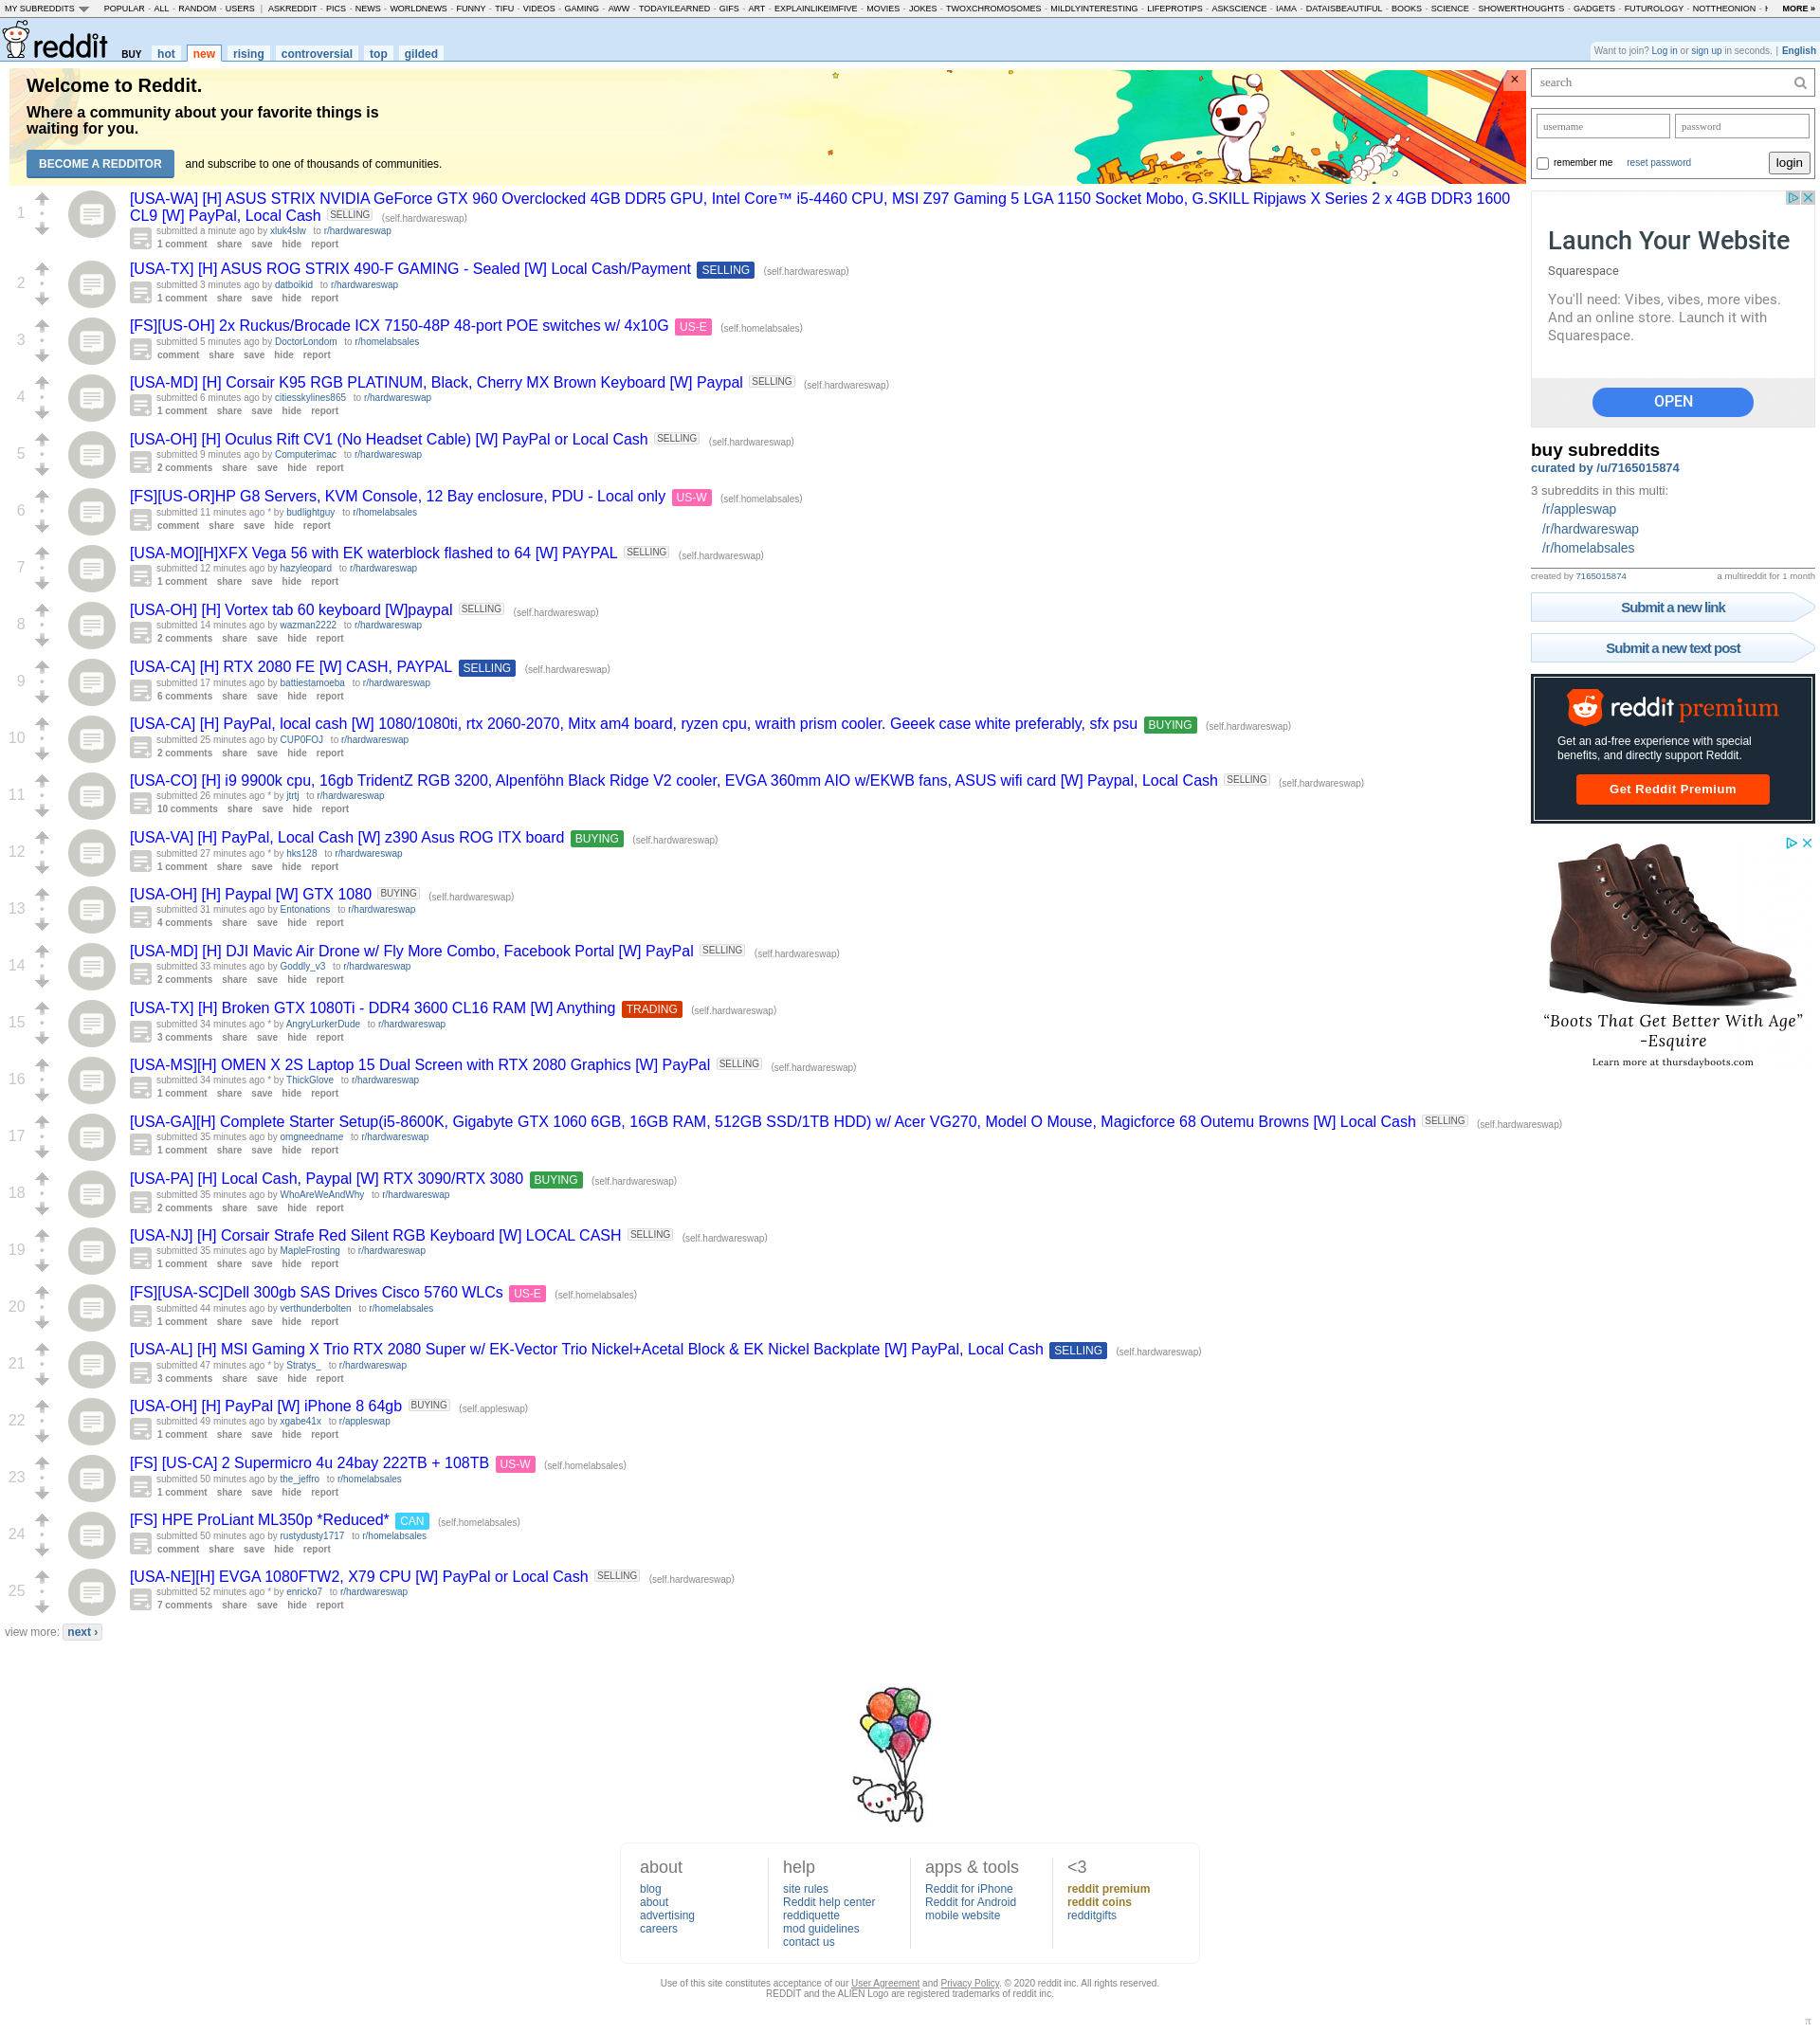 MY SUBREDDITS POPULAR - ALL - RANDOM - USERS | ASKREDDIT - PICS - NEWS - WORLDNEWS - FUNNY - TIFU - VIDEOS - GAMING - AWW - TODAYILEARNED - GIFS - ART - EXPLAINLIKEIMFIVE - MOVIES - JOKES - TWOXCHROMOSOMES - MILDLYINTERESTING - LIFEPROTIPS - ASKSCIENCE - IAMA - DATAISBEAUTIFUL - BOOKS - SCIENCE - SHOWERTHOUGHTS - GADGETS - FUTUROLOGY - NOTTHEONION - MORE »
reddit BUY hot new rising controversial top gilded
Want to join? Log in or sign up in seconds. | English
Welcome to Reddit.
Where a community about your favorite things is
waiting for you.
BECOME A REDDITOR and subscribe to one of thousands of communities.
×
1
[USA-WA] [H] ASUS STRIX NVIDIA GeForce GTX 960 Overclocked 4GB DDR5 GPU, Intel Core™ i5-4460 CPU, MSI Z97 Gaming 5 LGA 1150 Socket Mobo, G.SKILL Ripjaws X Series 2 x 4GB DDR3 1600
CL9 [W] PayPal, Local Cash SELLING (self.hardwareswap)
submitted a minute ago by xluk4slw to r/hardwareswap
1 comment share save hide report
2
[USA-TX] [H] ASUS ROG STRIX 490-F GAMING - Sealed [W] Local Cash/Payment SELLING (self.hardwareswap)
submitted 3 minutes ago by datboikid to r/hardwareswap
1 comment share save hide report
3
[FS][US-OH] 2x Ruckus/Brocade ICX 7150-48P 48-port POE switches w/ 4x10G US-E (self.homelabsales)
submitted 5 minutes ago by DoctorLondom to r/homelabsales
comment share save hide report
4
[USA-MD] [H] Corsair K95 RGB PLATINUM, Black, Cherry MX Brown Keyboard [W] Paypal SELLING (self.hardwareswap)
submitted 6 minutes ago by citiesskylines865 to r/hardwareswap
1 comment share save hide report
5
[USA-OH] [H] Oculus Rift CV1 (No Headset Cable) [W] PayPal or Local Cash SELLING (self.hardwareswap)
submitted 9 minutes ago by Computerimac to r/hardwareswap
2 comments share save hide report
6
[FS][US-OR]HP G8 Servers, KVM Console, 12 Bay enclosure, PDU - Local only US-W (self.homelabsales)
submitted 11 minutes ago * by budlightguy to r/homelabsales
comment share save hide report
7
[USA-MO][H]XFX Vega 56 with EK waterblock flashed to 64 [W] PAYPAL SELLING (self.hardwareswap)
submitted 12 minutes ago by hazyleopard to r/hardwareswap
1 comment share save hide report
8
[USA-OH] [H] Vortex tab 60 keyboard [W]paypal SELLING (self.hardwareswap)
submitted 14 minutes ago by wazman2222 to r/hardwareswap
2 comments share save hide report
9
[USA-CA] [H] RTX 2080 FE [W] CASH, PAYPAL SELLING (self.hardwareswap)
submitted 17 minutes ago by battiestamoeba to r/hardwareswap
6 comments share save hide report
10
[USA-CA] [H] PayPal, local cash [W] 1080/1080ti, rtx 2060-2070, Mitx am4 board, ryzen cpu, wraith prism cooler. Geeek case white preferably, sfx psu BUYING (self.hardwareswap)
submitted 25 minutes ago by CUP0FOJ to r/hardwareswap
2 comments share save hide report
11
[USA-CO] [H] i9 9900k cpu, 16gb TridentZ RGB 3200, Alpenföhn Black Ridge V2 cooler, EVGA 360mm AIO w/EKWB fans, ASUS wifi card [W] Paypal, Local Cash SELLING (self.hardwareswap)
submitted 26 minutes ago * by jtrtj to r/hardwareswap
10 comments share save hide report
12
[USA-VA] [H] PayPal, Local Cash [W] z390 Asus ROG ITX board BUYING (self.hardwareswap)
submitted 27 minutes ago * by hks128 to r/hardwareswap
1 comment share save hide report
13
[USA-OH] [H] Paypal [W] GTX 1080 BUYING (self.hardwareswap)
submitted 31 minutes ago by Entonations to r/hardwareswap
4 comments share save hide report
14
[USA-MD] [H] DJI Mavic Air Drone w/ Fly More Combo, Facebook Portal [W] PayPal SELLING (self.hardwareswap)
submitted 33 minutes ago by Goddly_v3 to r/hardwareswap
2 comments share save hide report
15
[USA-TX] [H] Broken GTX 1080Ti - DDR4 3600 CL16 RAM [W] Anything TRADING (self.hardwareswap)
submitted 34 minutes ago * by AngryLurkerDude to r/hardwareswap
3 comments share save hide report
16
[USA-MS][H] OMEN X 2S Laptop 15 Dual Screen with RTX 2080 Graphics [W] PayPal SELLING (self.hardwareswap)
submitted 34 minutes ago * by ThickGlove to r/hardwareswap
1 comment share save hide report
17
[USA-GA][H] Complete Starter Setup(i5-8600K, Gigabyte GTX 1060 6GB, 16GB RAM, 512GB SSD/1TB HDD) w/ Acer VG270, Model O Mouse, Magicforce 68 Outemu Browns [W] Local Cash SELLING (self.hardwareswap)
submitted 35 minutes ago by omgneedname to r/hardwareswap
1 comment share save hide report
18
[USA-PA] [H] Local Cash, Paypal [W] RTX 3090/RTX 3080 BUYING (self.hardwareswap)
submitted 35 minutes ago by WhoAreWeAndWhy to r/hardwareswap
2 comments share save hide report
19
[USA-NJ] [H] Corsair Strafe Red Silent RGB Keyboard [W] LOCAL CASH SELLING (self.hardwareswap)
submitted 35 minutes ago by MapleFrosting to r/hardwareswap
1 comment share save hide report
20
[FS][USA-SC]Dell 300gb SAS Drives Cisco 5760 WLCs US-E (self.homelabsales)
submitted 44 minutes ago by verthunderbolten to r/homelabsales
1 comment share save hide report
21
[USA-AL] [H] MSI Gaming X Trio RTX 2080 Super w/ EK-Vector Trio Nickel+Acetal Block & EK Nickel Backplate [W] PayPal, Local Cash SELLING (self.hardwareswap)
submitted 47 minutes ago * by Stratys_ to r/hardwareswap
3 comments share save hide report
22
[USA-OH] [H] PayPal [W] iPhone 8 64gb BUYING (self.appleswap)
submitted 49 minutes ago by xgabe41x to r/appleswap
1 comment share save hide report
23
[FS] [US-CA] 2 Supermicro 4u 24bay 222TB + 108TB US-W (self.homelabsales)
submitted 50 minutes ago by the_jeffro to r/homelabsales
1 comment share save hide report
24
[FS] HPE ProLiant ML350p *Reduced* CAN (self.homelabsales)
submitted 50 minutes ago by rustydusty1717 to r/homelabsales
comment share save hide report
25
[USA-NE][H] EVGA 1080FTW2, X79 CPU [W] PayPal or Local Cash SELLING (self.hardwareswap)
submitted 52 minutes ago * by enricko7 to r/hardwareswap
7 comments share save hide report
view more: next ›
search
username password
remember me reset password login
Launch Your Website
Squarespace
You'll need: Vibes, vibes, more vibes.
And an online store. Launch it with
Squarespace.
OPEN
buy subreddits
curated by /u/7165015874
3 subreddits in this multi:
/r/appleswap
/r/hardwareswap
/r/homelabsales
created by 7165015874 a multireddit for 1 month
Submit a new link
Submit a new text post
reddit premium
Get an ad-free experience with special
benefits, and directly support Reddit.
Get Reddit Premium
“Boots That Get Better With Age”
-Esquire
Learn more at thursdayboots.com
about
blog
about
advertising
careers
help
site rules
Reddit help center
reddiquette
mod guidelines
contact us
apps & tools
Reddit for iPhone
Reddit for Android
mobile website
<3
reddit premium
reddit coins
redditgifts
Use of this site constitutes acceptance of our User Agreement and Privacy Policy. © 2020 reddit inc. All rights reserved.
REDDIT and the ALIEN Logo are registered trademarks of reddit inc.
π